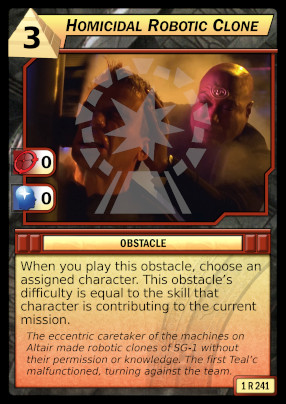 3
HOMICIDAL ROBOTIC CLONE
0
0
OBSTACLE
When you play this obstacle, choose an
assigned character. This obstacle's
difficulty is equal to the skill that
character is contributing to the current
mission.
The eccentric caretaker of the machines on
Altair made robotic clones of SG-1 without
their permission or knowledge. The first Teal'c
malfunctioned, turning against the team.
1 R 241